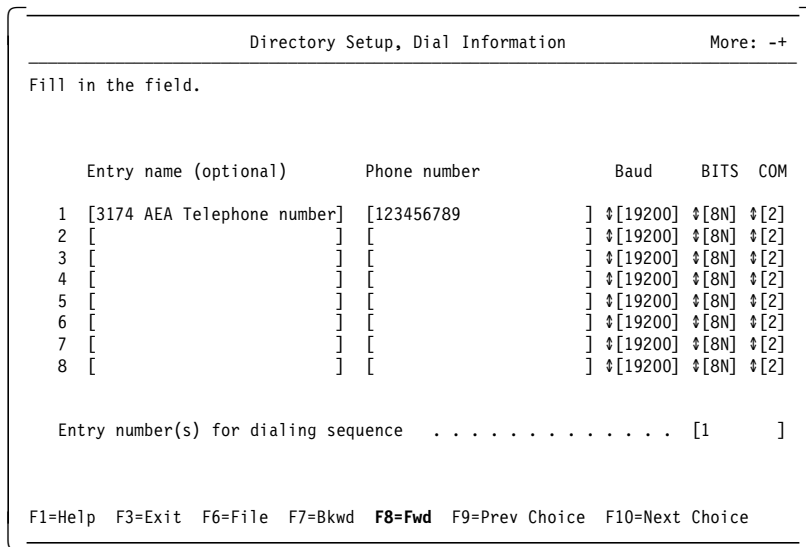 Directory Setup, Dial Information More: -+
Fill in the field.
Entry name (optional) Phone number Baud BITS COM
1 [3174 AEA Telephone number] [123456789 ] ⇕[19200] ⇕[8N] ⇕[2]
2 [ ] [ ] ⇕[19200] ⇕[8N] ⇕[2]
3 [ ] [ ] ⇕[19200] ⇕[8N] ⇕[2]
4 [ ] [ ] ⇕[19200] ⇕[8N] ⇕[2]
5 [ ] [ ] ⇕[19200] ⇕[8N] ⇕[2]
6 [ ] [ ] ⇕[19200] ⇕[8N] ⇕[2]
7 [ ] [ ] ⇕[19200] ⇕[8N] ⇕[2]
8 [ ] [ ] ⇕[19200] ⇕[8N] ⇕[2]
Entry number(s) for dialing sequence . . . . . . . . . . . . . [1 ]
F1=Help F3=Exit F6=File F7=Bkwd F8=Fwd F9=Prev Choice F10=Next Choice